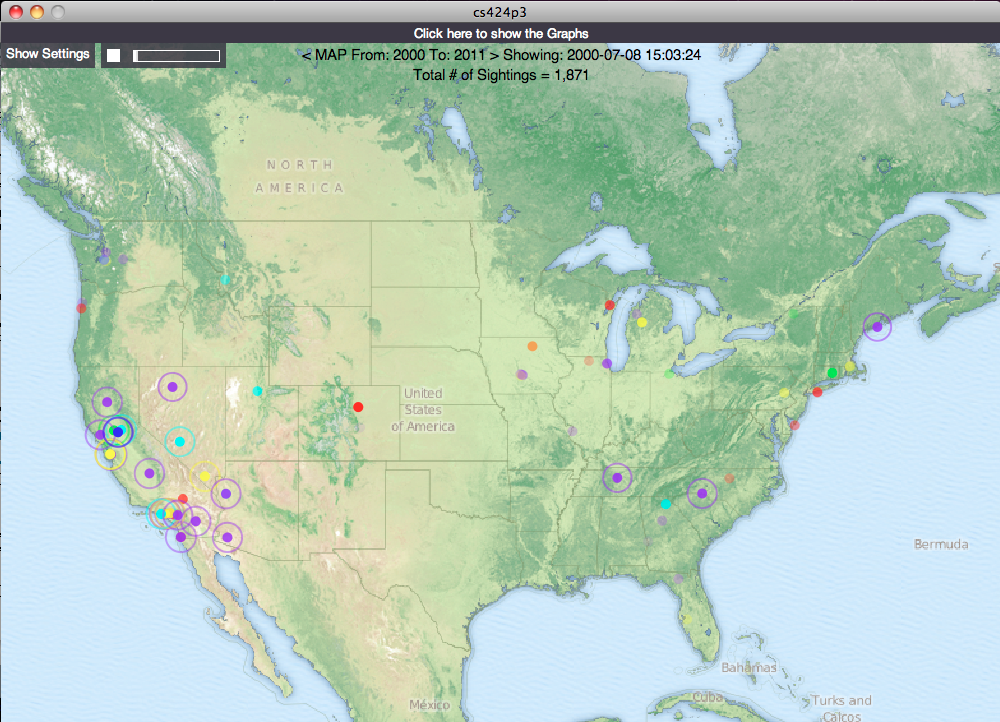 cs424p3
Click here to show the Graphs
Show Settings
< MAP From: 2000 To: 2011 > Showing: 2000-07-08 15:03:24
Total # of Sightings = 1,871
NORTH
AMERICA
United
States
of America
Bermuda
Bahamas
Cuba
México
Turks and
Caicos